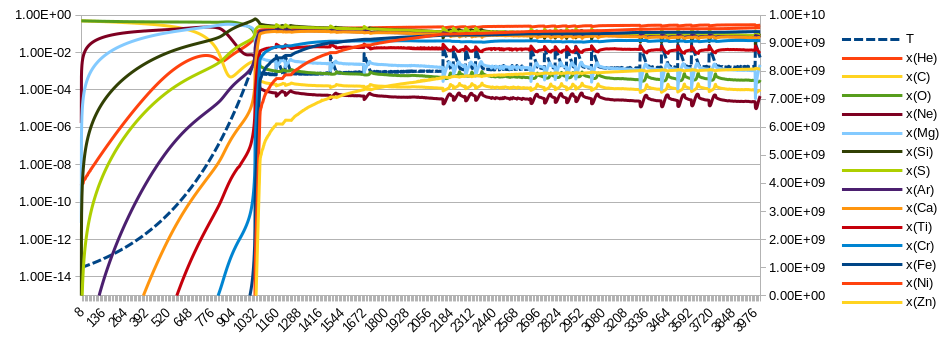 1.00E+00
1.00E-02
1.00E-04
1.00E-06
1.00E-08
1.00E-10
1.00E-12
1.00E-14
1.00E+10
9.00E+09
8.00E+09
7.00E+09
6.00E+09
5.00E+09
4.00E+09
3.00E+09
2.00E+09
1.00E+09
0.00E+00
8 136 264 392 520 648 776 904 1032 1160 1288 1416 1544 1672 1800 1928 2056 2184 2312 2440 2568 2696 2824 2952 3080 3208 3336 3464 3592 3720 3848 3976
T
x(He)
x(C)
x(O)
x(Ne)
x(Mg)
x(Si)
x(S)
x(Ar)
x(Ca)
x(Ti)
x(Cr)
x(Fe)
x(Ni)
x(Zn)